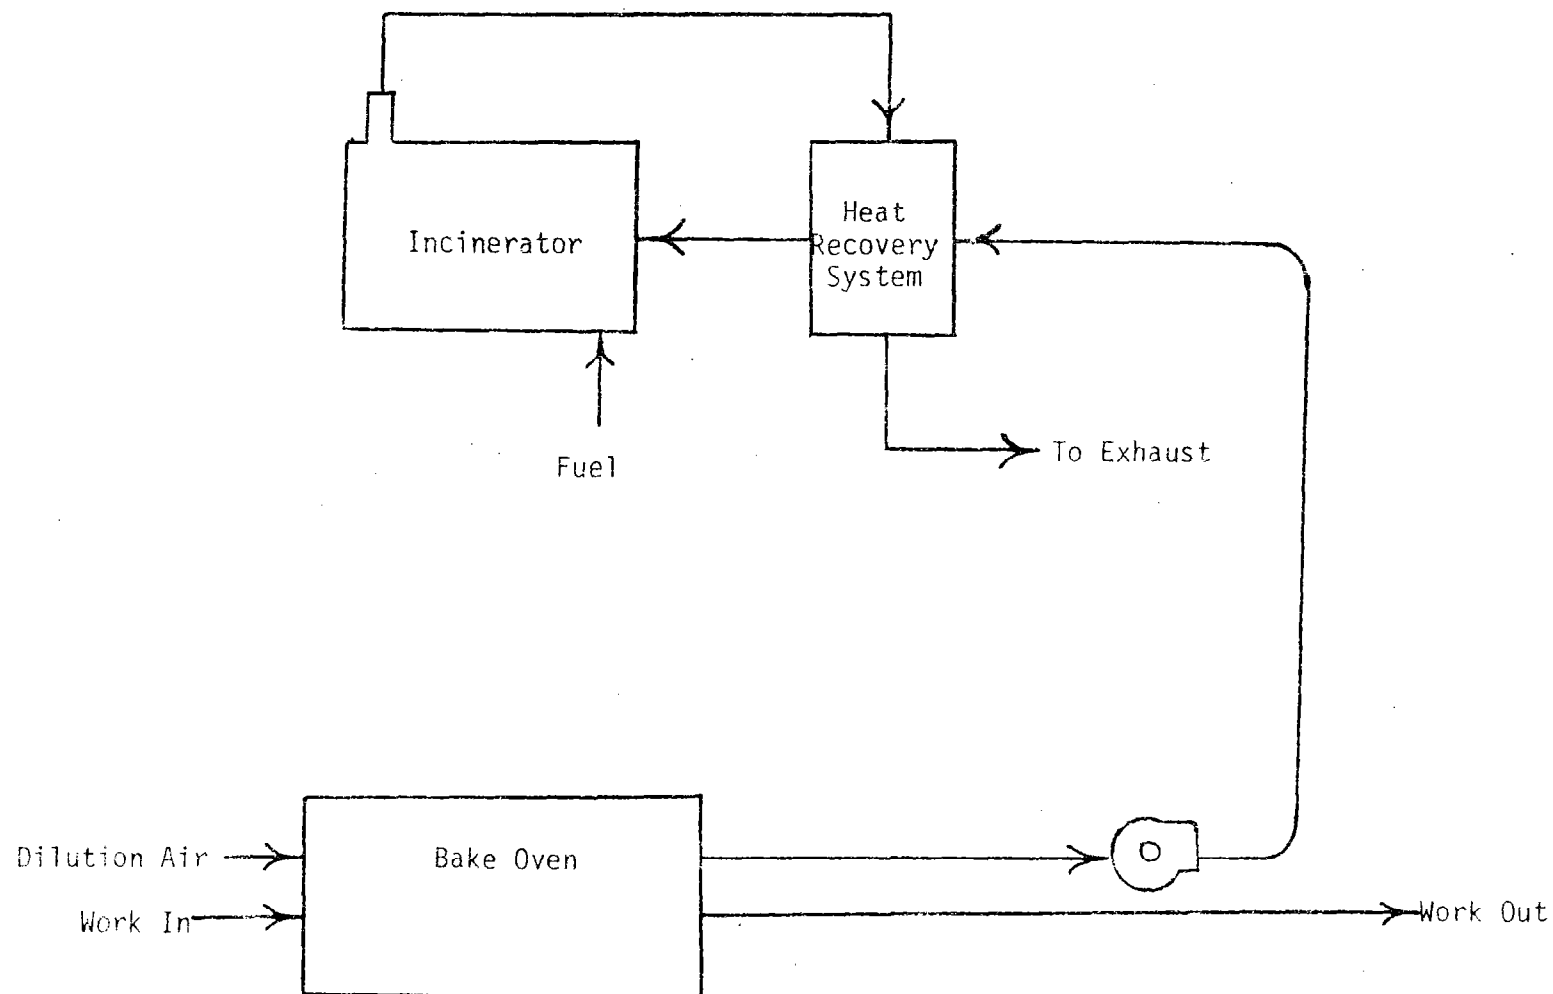 Incinerator
Heat
Recovery
System
Fuel
To Exhaust
Dilution Air
Bake Oven
Work In
Work Out